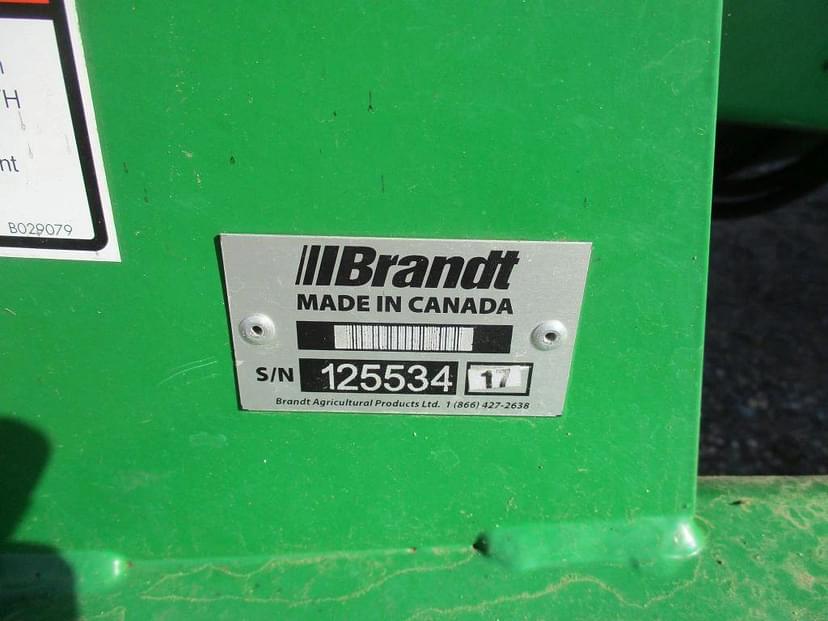 /H
nt
B029079
Brandt
MADE IN CANADA
S/N 125534 17
Brandt Agricultural Products Ltd. 1 (866) 427-2638